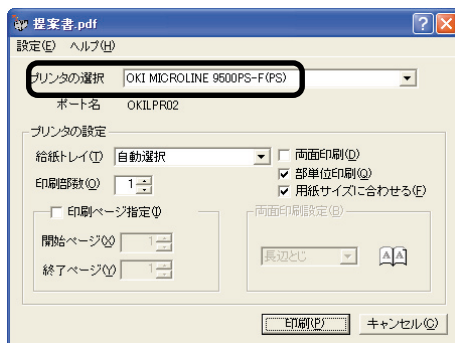 提案書.pdf
設定(E) ヘルプ(H)
プリンタの選択 OKI MICROLINE 9500PS-F(PS)
ポート名 OKILPR02
プリンタの設定
給紙トレイ(T) 自動選択 両面印刷(D)
印刷部数(O) 1 部単位印刷(Q)
用紙サイズに合わせる(F)
印刷ページ指定(I) 両面印刷設定(B)
開始ページ(X) 1 長辺とじ
終了ページ(Y) 1
印刷(P) キャンセル(C)